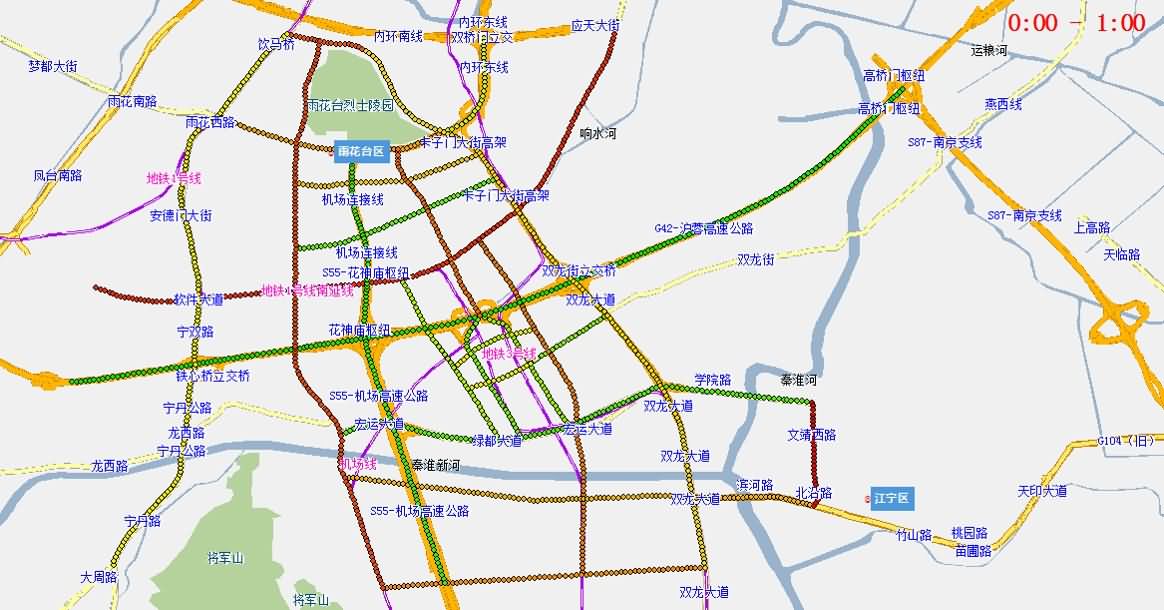 内环东线
应天大街
0:00 - 1:00
饮马桥
内环南线
双桥门立交
运粮河
梦都大街
内环东线
高桥门枢纽
雨花南路
雨花台烈士陵园
高桥门枢纽
燕西线
雨花西路
响水河
卡子门大街高架
S87-南京支线
雨花台区
凤台南路
地铁1号线
机场连接线
卡子门大街高架
安德门大街
S87-南京支线
G42-沪蓉高速公路
上高路
机场连接线
天临路
双龙街
S55-花神庙枢纽
双龙街立交桥
地铁1号线南延线
软件大道
双龙大道
宁双路
花神庙枢纽
地铁3号线
铁心桥立交桥
学院路
秦淮河
S55-机场高速公路
宁丹公路
双龙大道
宏运大道
宏运大道
龙西路
文靖西路
绿都大道
G104（旧）
宁丹公路
双龙大道
龙西路
机场线
秦淮新河
滨河路
北沿路
天印大道
双龙大道
江宁区
S55-机场高速公路
宁丹路
竹山路
桃园路
苗圃路
将军山
大周路
双龙大道
将军山